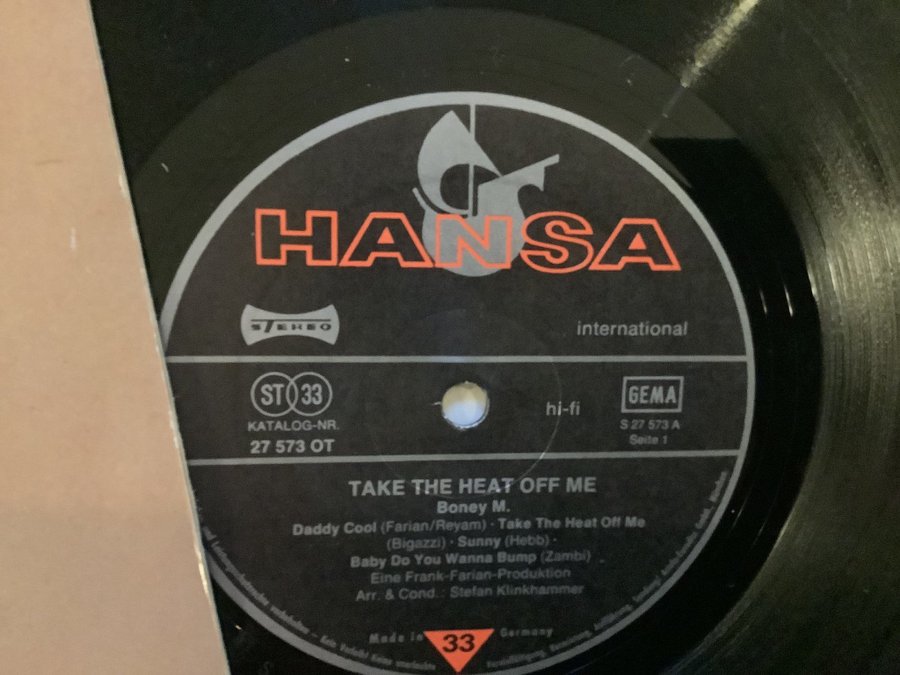 HANSA
STEREO
international
ST 33
KATALOG-NR.
27 573 OT
hi-fi
GEMA
S 27 573 A
Seite 1
TAKE THE HEAT OFF ME
Boney M.
Daddy Cool (Farian/Reyam) · Take The Heat Off Me
(Bigazzi) · Sunny (Hebb) ·
Baby Do You Wanna Bump (Zambi)
Eine Frank-Farian-Produktion
Arr. & Cond.: Stefan Klinkhammer
Made in Germany
33